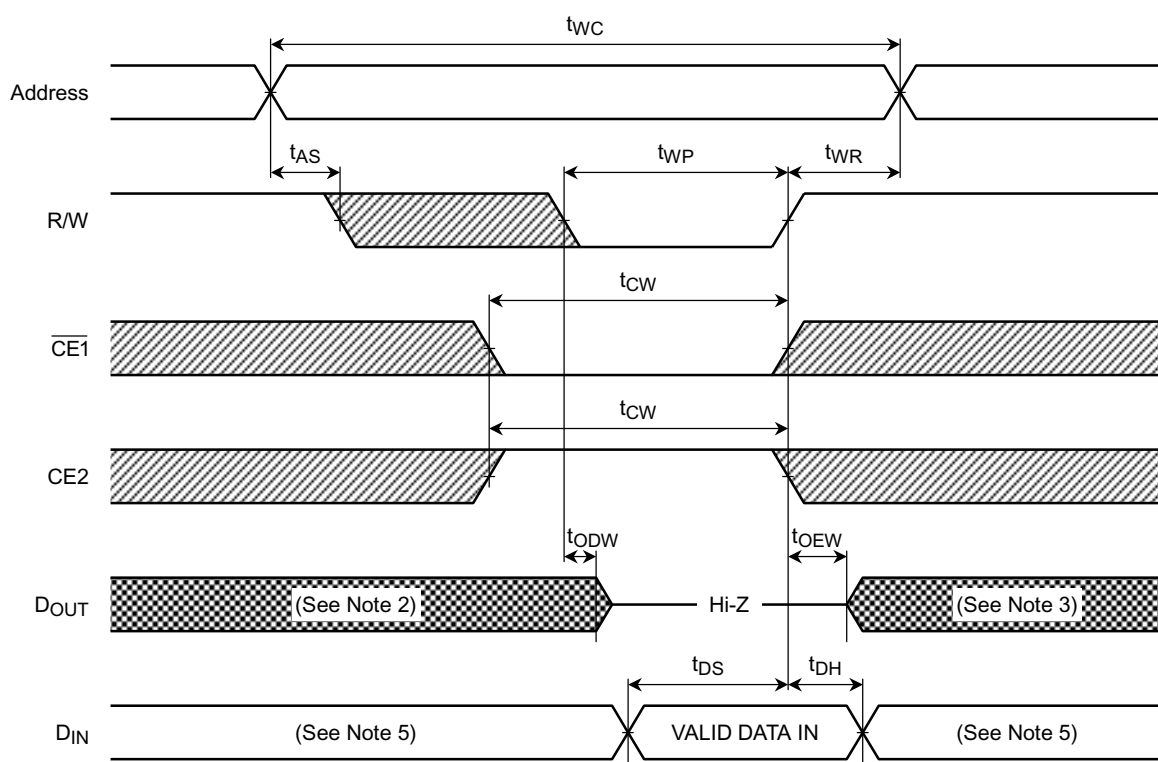 tWC
Address
tAS
tWP
tWR
R/W
tCW
CE1
tCW
CE2
tODW
tOEW
DOUT
(See Note 2)
Hi-Z
(See Note 3)
tDS
tDH
DIN
(See Note 5)
VALID DATA IN
(See Note 5)